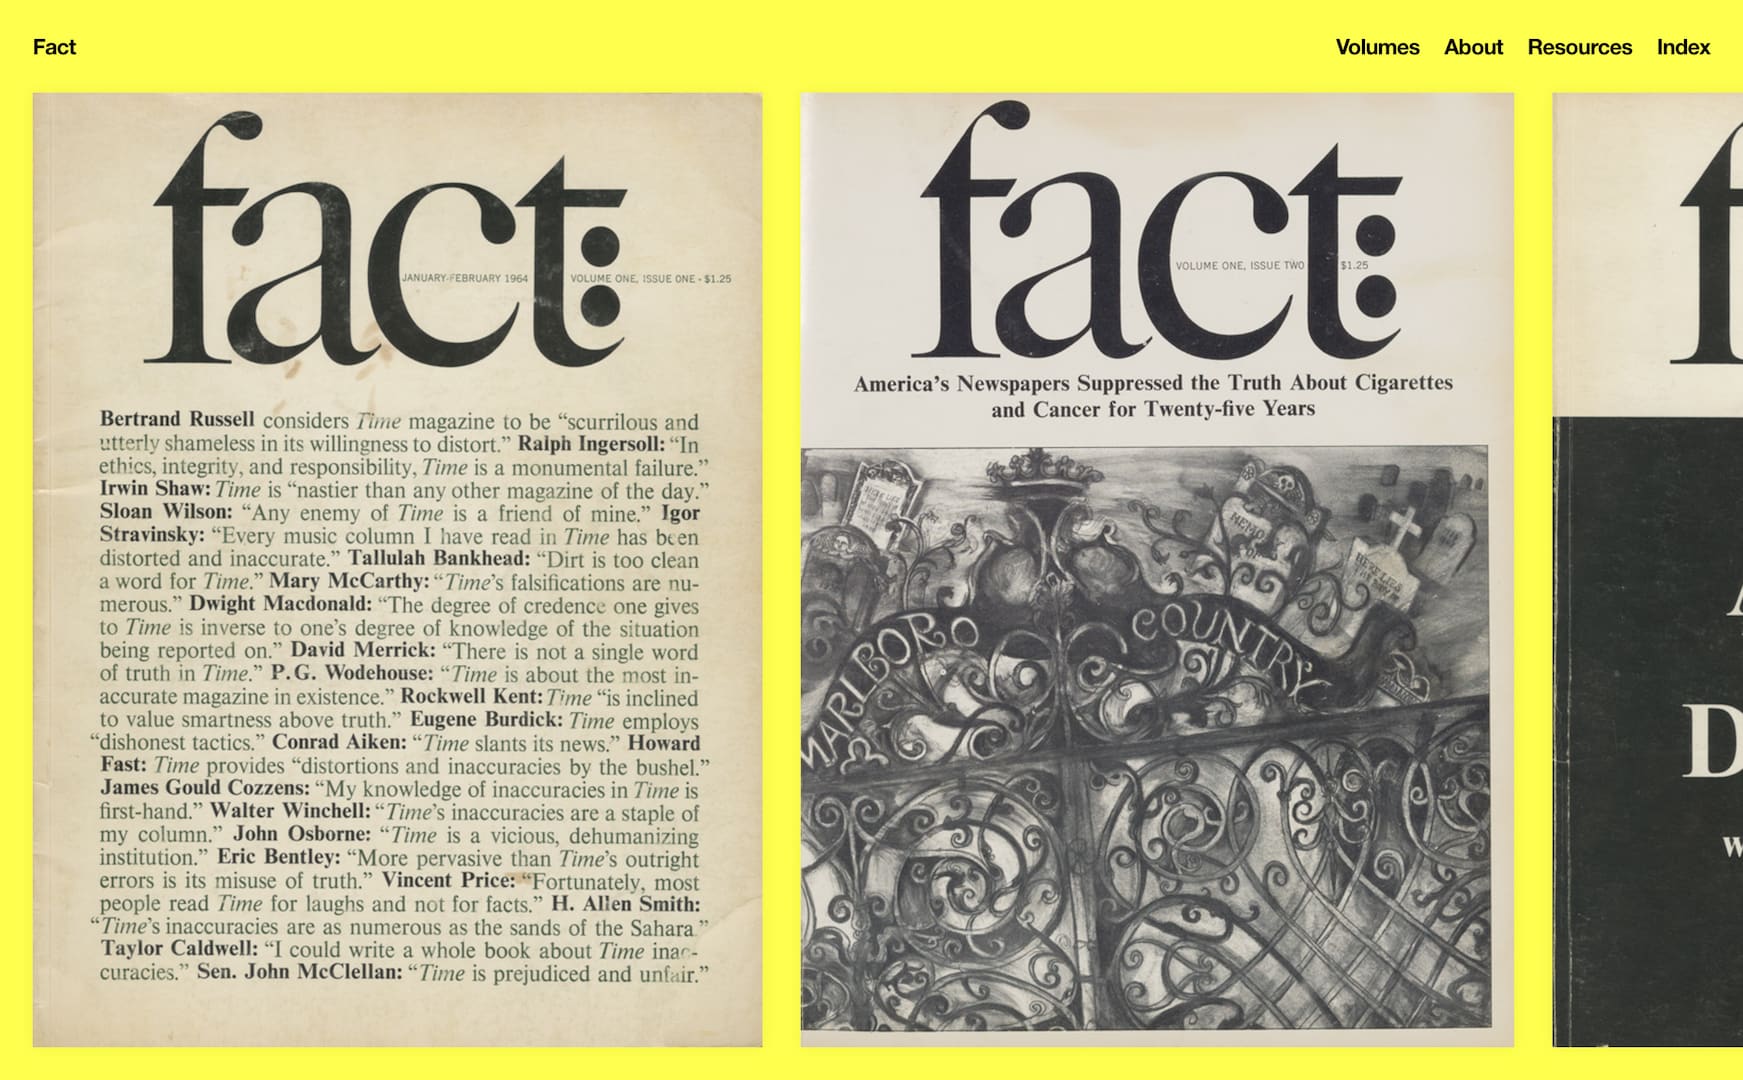 Fact
Volumes About Resources Index
fact:
JANUARY-FEBRUARY 1964 VOLUME ONE, ISSUE ONE - $1.25
Bertrand Russell considers Time magazine to be “scurrilous and
utterly shameless in its willingness to distort.” Ralph Ingersoll: “In
ethics, integrity, and responsibility, Time is a monumental failure.”
Irwin Shaw: Time is “nastier than any other magazine of the day.”
Sloan Wilson: “Any enemy of Time is a friend of mine.” Igor
Stravinsky: “Every music column I have read in Time has been
distorted and inaccurate.” Tallulah Bankhead: “Dirt is too clean
a word for Time.” Mary McCarthy: “Time’s falsifications are nu-
merous.” Dwight Macdonald: “The degree of credence one gives
to Time is inverse to one’s degree of knowledge of the situation
being reported on.” David Merrick: “There is not a single word
of truth in Time.” P.G. Wodehouse: “Time is about the most in-
accurate magazine in existence.” Rockwell Kent: Time “is inclined
to value smartness above truth.” Eugene Burdick: Time employs
“dishonest tactics.” Conrad Aiken: “Time slants its news.” Howard
Fast: Time provides “distortions and inaccuracies by the bushel.”
James Gould Cozzens: “My knowledge of inaccuracies in Time is
first-hand.” Walter Winchell: “Time’s inaccuracies are a staple of
my column.” John Osborne: “Time is a vicious, dehumanizing
institution.” Eric Bentley: “More pervasive than Time’s outright
errors is its misuse of truth.” Vincent Price: “Fortunately, most
people read Time for laughs and not for facts.” H. Allen Smith:
“Time’s inaccuracies are as numerous as the sands of the Sahara.”
Taylor Caldwell: “I could write a whole book about Time inac-
curacies.” Sen. John McClellan: “Time is prejudiced and unfair.”
fact:
VOLUME ONE, ISSUE TWO $1.25
America’s Newspapers Suppressed the Truth About Cigarettes
and Cancer for Twenty-five Years
HERE LIES
MEMO
HERE LIES
MARLBORO COUNTRY
f
D
w